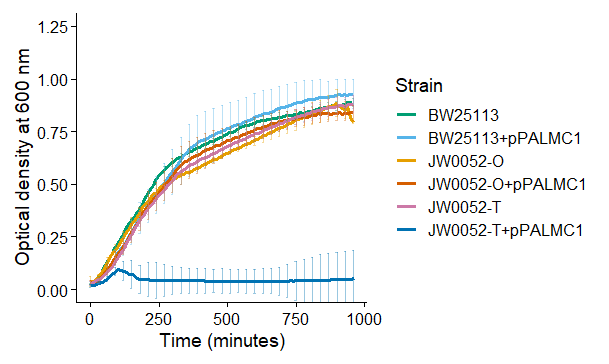 Optical density at 600 nm
1.25
1.00
0.75
0.50
0.25
0.00
0
250
500
750
1000
Time (minutes)
Strain
BW25113
BW25113+pPALMC1
JW0052-O
JW0052-O+pPALMC1
JW0052-T
JW0052-T+pPALMC1